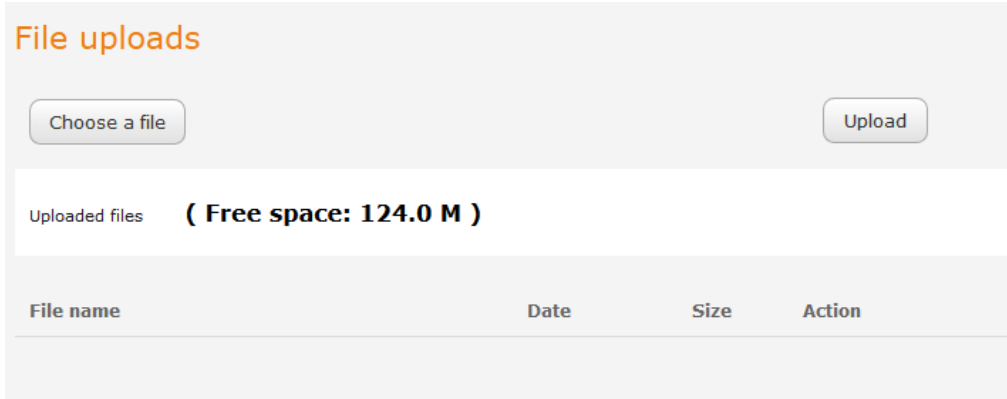 File uploads
Choose a file Upload
Uploaded files ( Free space: 124.0 M )
File name Date Size Action